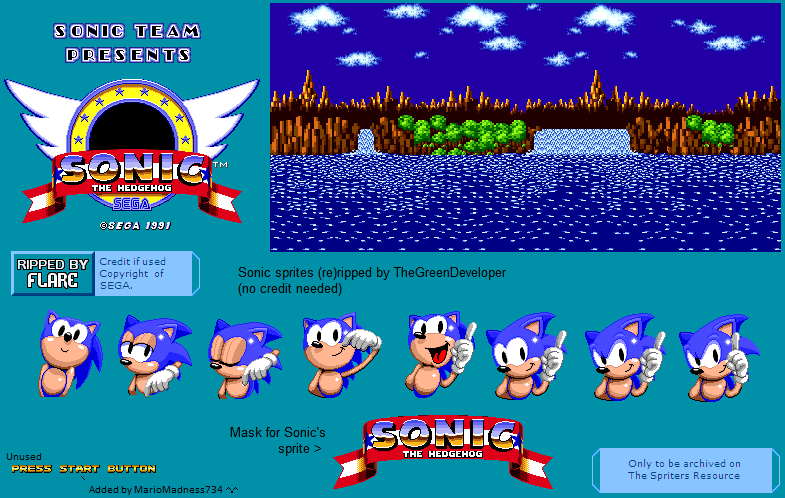 SONIC TEAM
PRESENTS
SONIC
TM
THE HEDGEHOG
SEGA
©SEGA 1991
RIPPED BY
FLARE
Credit if used
Copyright of
SEGA.
Sonic sprites (re)ripped by TheGreenDeveloper
(no credit needed)
Mask for Sonic's
sprite >
SONIC
THE HEDGEHOG
Unused
PRESS START BUTTON
Added by MarioMadness734 ^^
Only to be archived on
The Spriters Resource